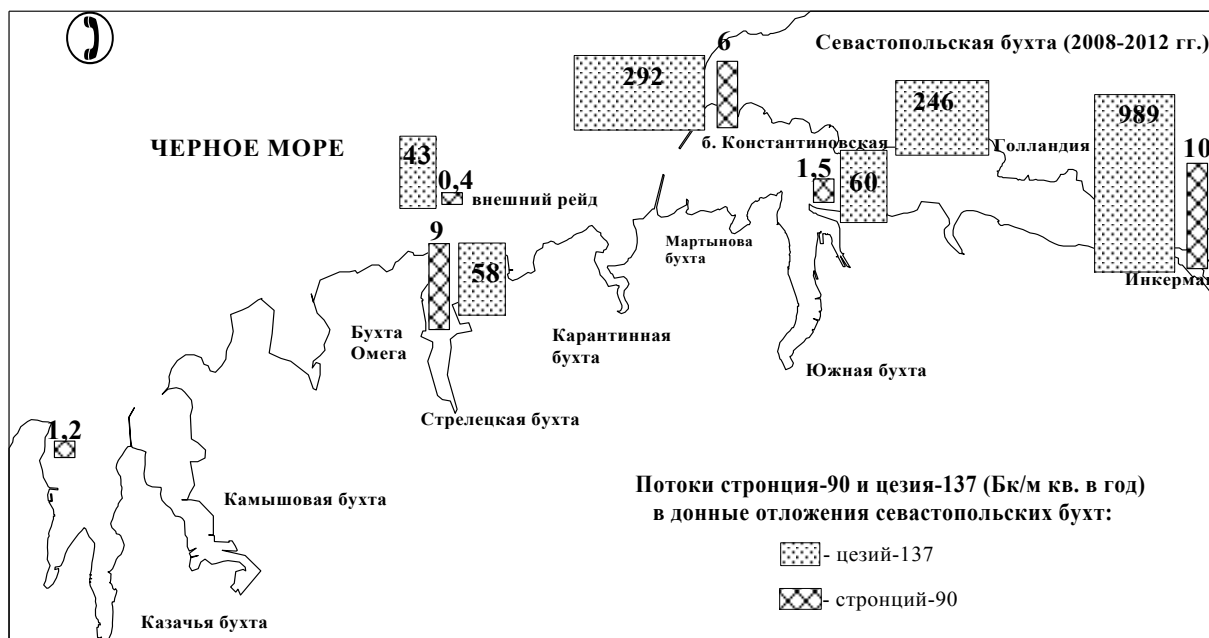 Севастопольская бухта (2008-2012 гг.)
6
292
246
989
ЧЕРНОЕ МОРЕ
43
б. Константиновская
Голландия
10
0,4
внешний рейд
1,5
60
9
58
Мартынова
бухта
Инкерман
Бухта
Омега
Карантинная
бухта
Южная бухта
Стрелецкая бухта
1,2
Камышовая бухта
Казачья бухта
Потоки стронция-90 и цезия-137 (Бк/м кв. в год)
в донные отложения севастопольских бухт:
- цезий-137
- стронций-90